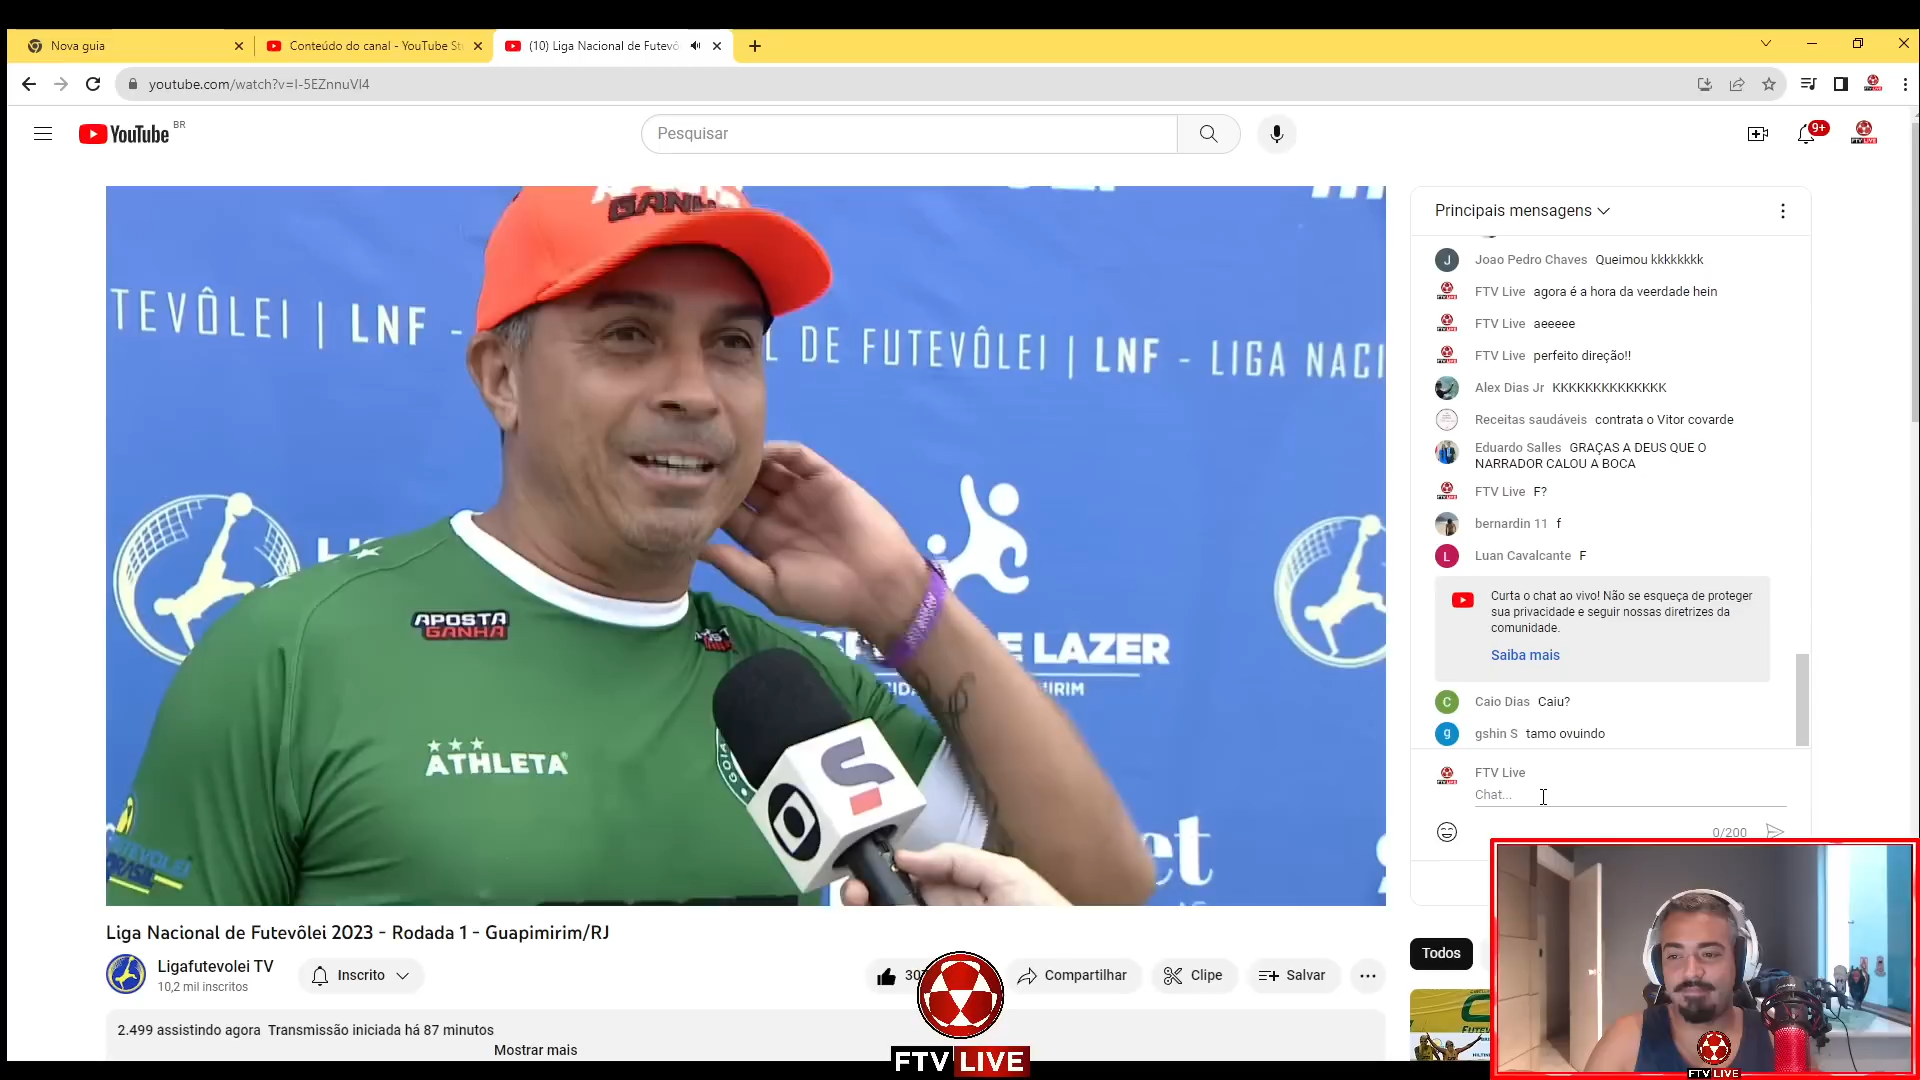 Nova guia
Conteúdo do canal - YouTube St
(10) Liga Nacional de Futevô
youtube.com/watch?v=I-5EZnnuVI4
YouTube BR
Pesquisar
9+
GANHA
TEVÔLEI | LNF -
L DE FUTEVÔLEI | LNF - LIGA NACI
E LAZER
APOSTA
GANHA
ATHLETA
GOIÁ
FUTEVÔLEI
BRASIL
et
Principais mensagens
Joao Pedro Chaves Queimou kkkkkkkk
FTV Live agora é a hora da veerdade hein
FTV Live aeeeee
FTV Live perfeito direção!!
Alex Dias Jr KKKKKKKKKKKKKK
Receitas saudáveis contrata o Vitor covarde
Eduardo Salles GRAÇAS A DEUS QUE O
NARRADOR CALOU A BOCA
FTV Live F?
bernardin 11 f
Luan Cavalcante F
Curta o chat ao vivo! Não se esqueça de proteger
sua privacidade e seguir nossas diretrizes da
comunidade.
Saiba mais
Caio Dias Caiu?
gshin S tamo ovuindo
FTV Live
Chat...
0/200
Liga Nacional de Futevôlei 2023 - Rodada 1 - Guapimirim/RJ
Ligafutevolei TV
10,2 mil inscritos
Inscrito
Compartilhar
Clipe
Salvar
Todos
2.499 assistindo agora Transmissão iniciada há 87 minutos
Mostrar mais
FTV LIVE
FTV LIVE